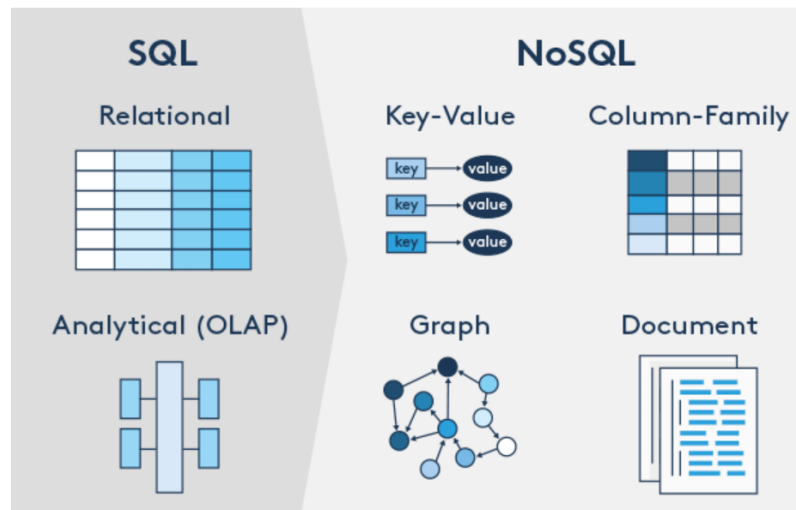 SQL
NoSQL
Relational
Key-Value
Column-Family
key
value
key
value
key
value
Analytical (OLAP)
Graph
Document